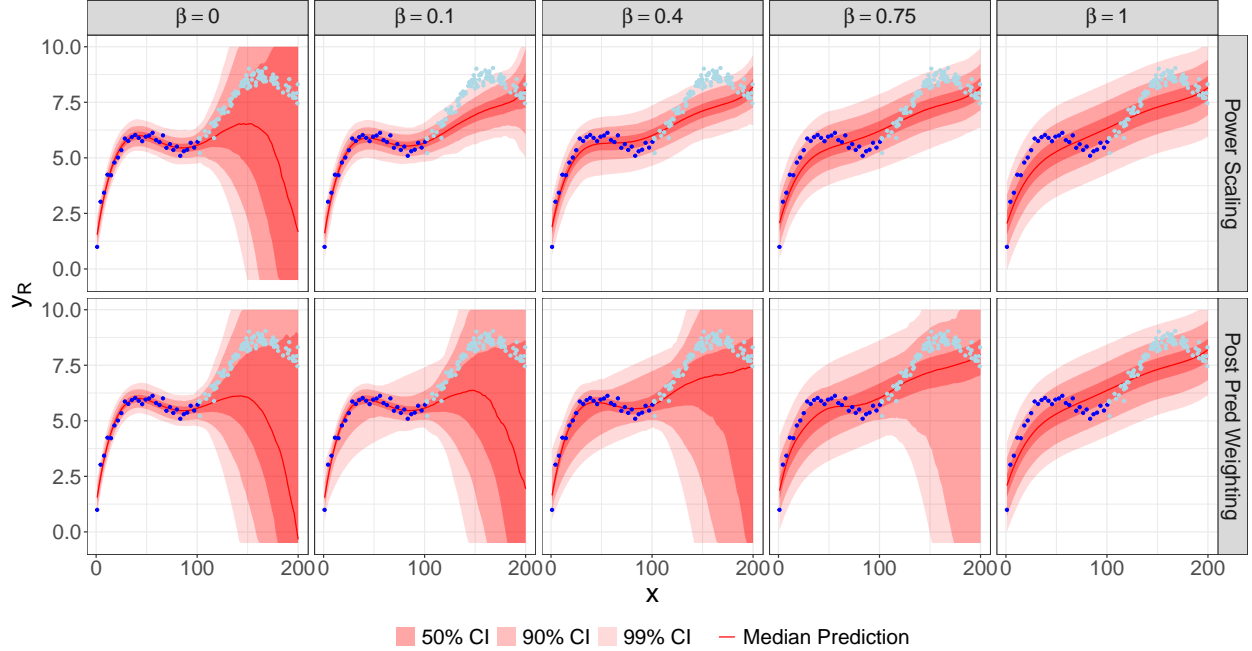 β = 0 β = 0.1 β = 0.4 β = 0.75 β = 1
10.0
7.5
5.0
2.5
0.0
Power Scaling
y_R
10.0
7.5
5.0
2.5
0.0
Post Pred Weighting
0 100 200 0 100 200 0 100 200 0 100 200 0 100 200
x
50% CI 90% CI 99% CI Median Prediction